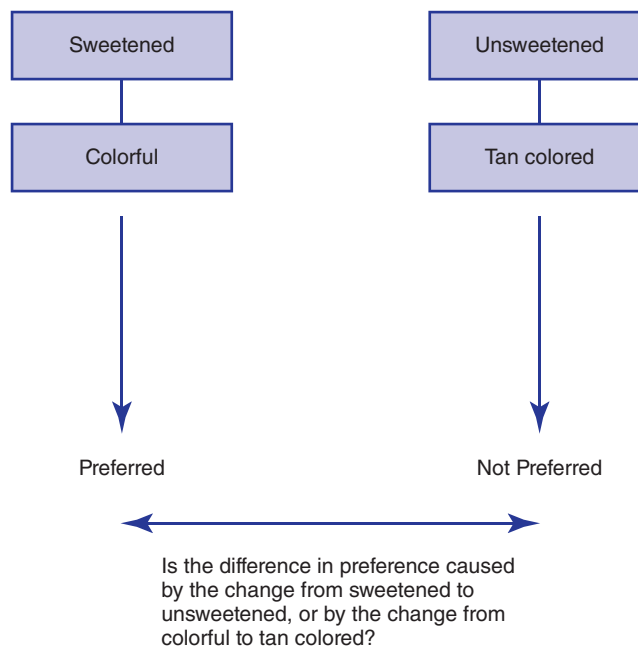 Sweetened
Unsweetened
Colorful
Tan colored
Preferred
Not Preferred
Is the difference in preference caused
by the change from sweetened to
unsweetened, or by the change from
colorful to tan colored?